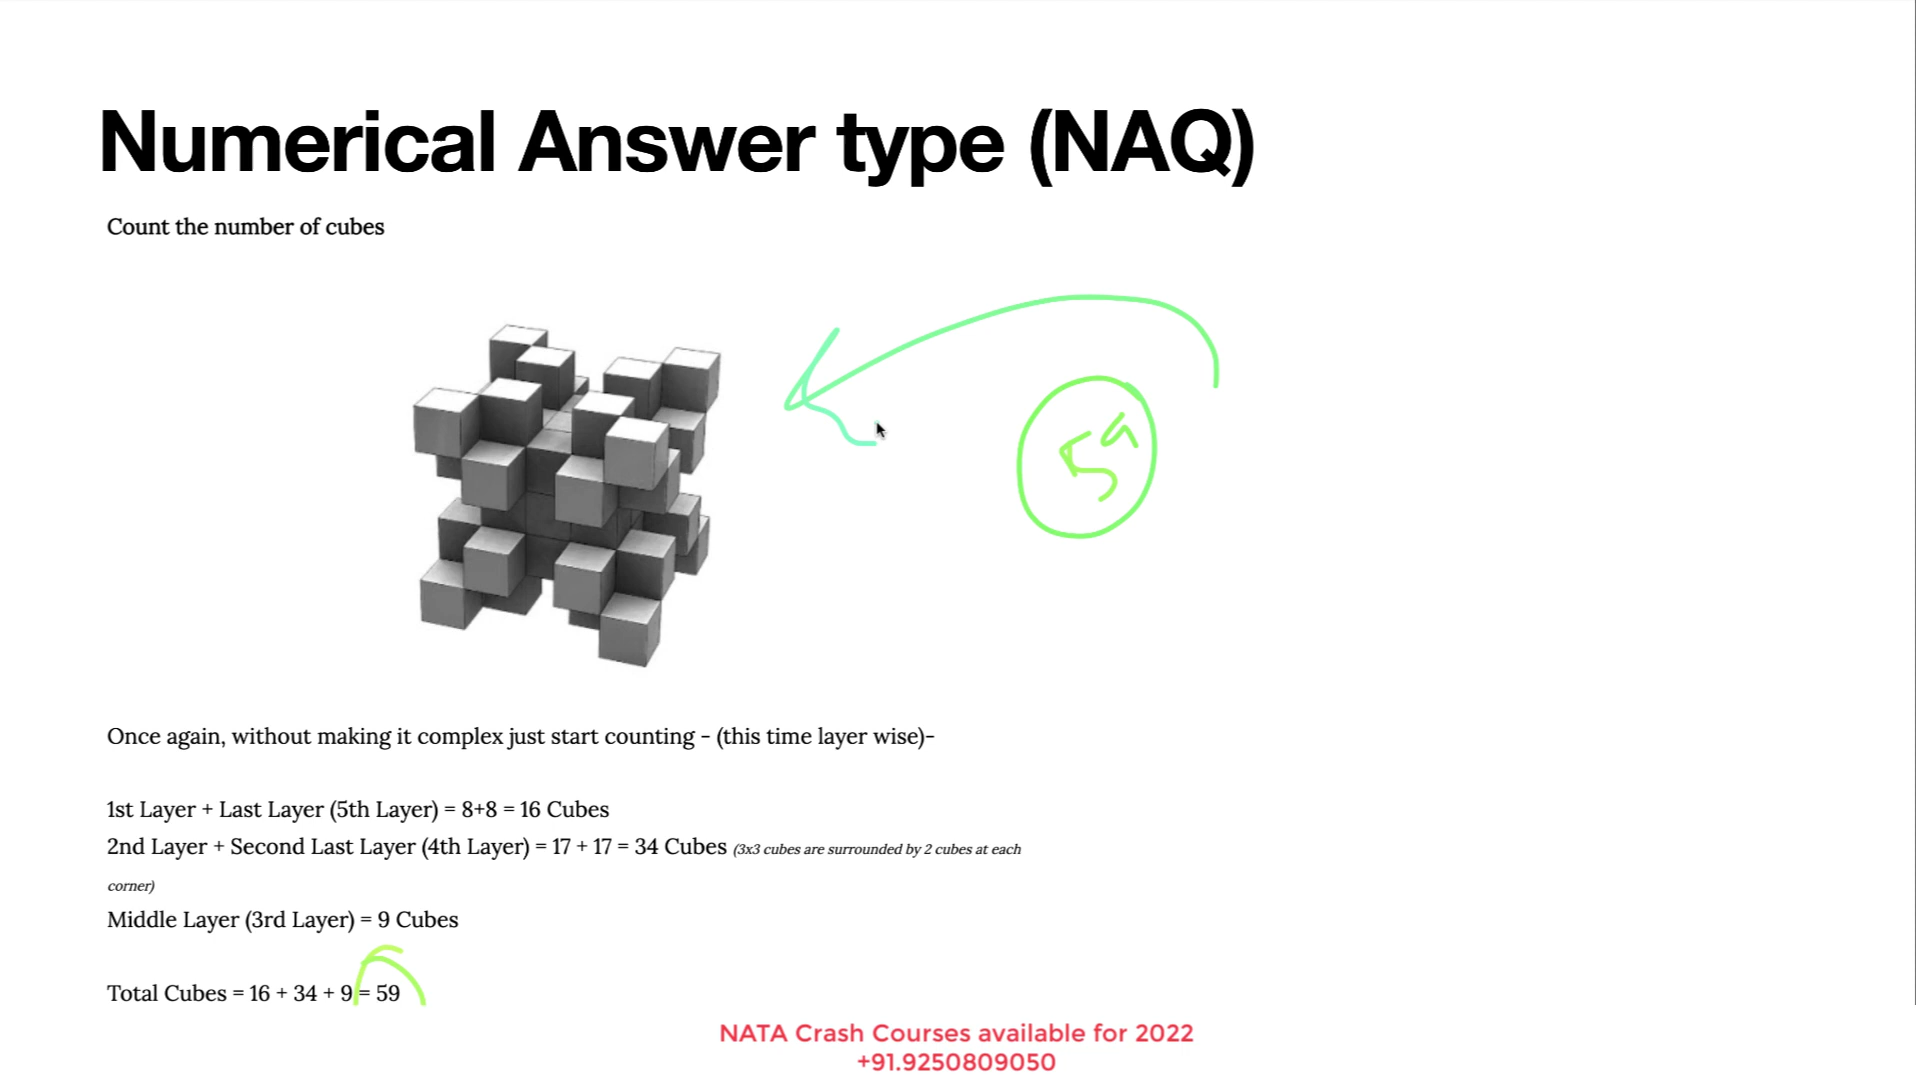 Numerical Answer type (NAQ)
Count the number of cubes
59
Once again, without making it complex just start counting - (this time layer wise)-
1st Layer + Last Layer (5th Layer) = 8+8 = 16 Cubes
2nd Layer + Second Last Layer (4th Layer) = 17 + 17 = 34 Cubes (3x3 cubes are surrounded by 2 cubes at each
corner)
Middle Layer (3rd Layer) = 9 Cubes
Total Cubes = 16 + 34 + 9 = 59
NATA Crash Courses available for 2022
+91.9250809050